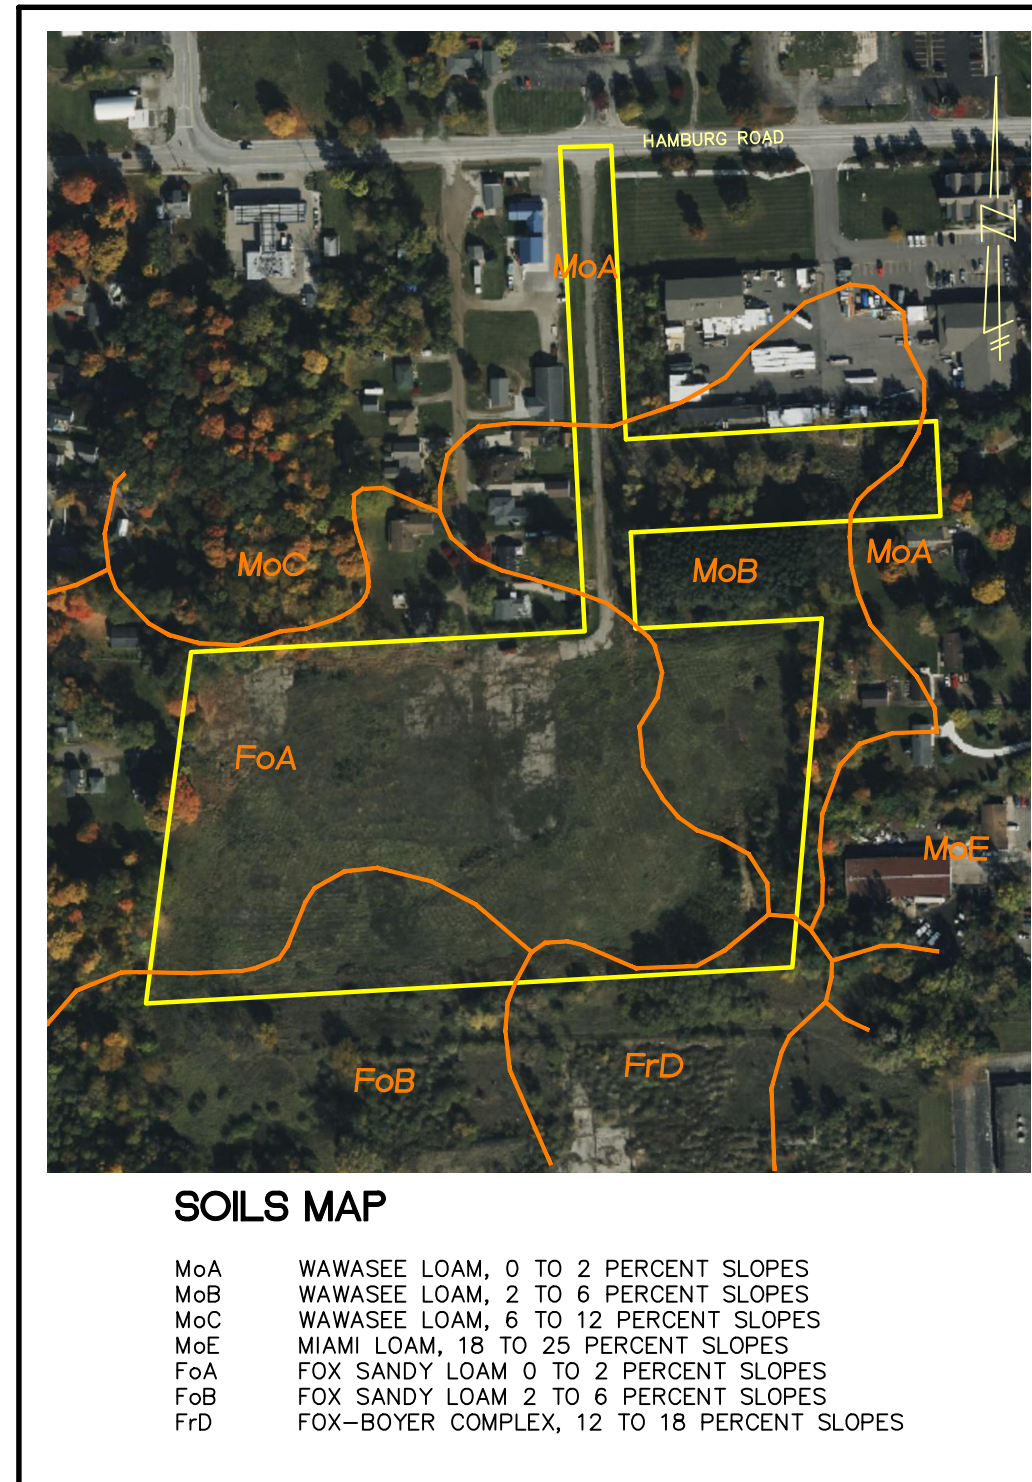 HAMBURG ROAD
MoA
MoC
MoB
MoA
FoA
MoE
FoB
FrD
SOILS MAP
MoA WAWASEE LOAM, 0 TO 2 PERCENT SLOPES
MoB WAWASEE LOAM, 2 TO 6 PERCENT SLOPES
MoC WAWASEE LOAM, 6 TO 12 PERCENT SLOPES
MoE MIAMI LOAM, 18 TO 25 PERCENT SLOPES
FoA FOX SANDY LOAM 0 TO 2 PERCENT SLOPES
FoB FOX SANDY LOAM 2 TO 6 PERCENT SLOPES
FrD FOX-BOYER COMPLEX, 12 TO 18 PERCENT SLOPES